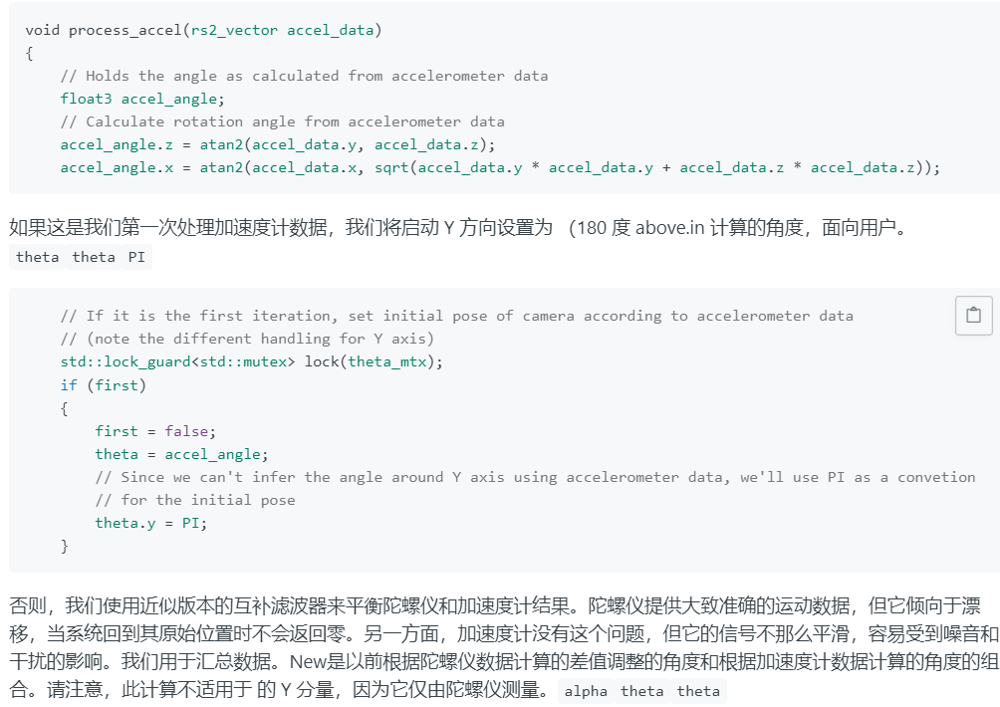 void process_accel(rs2_vector accel_data)
{
    // Holds the angle as calculated from accelerometer data
    float3 accel_angle;
    // Calculate rotation angle from accelerometer data
    accel_angle.z = atan2(accel_data.y, accel_data.z);
    accel_angle.x = atan2(accel_data.x, sqrt(accel_data.y * accel_data.y + accel_data.z * accel_data.z));
如果这是我们第一次处理加速度计数据，我们将启动 Y 方向设置为 （180 度 above.in 计算的角度，面向用户。
theta theta PI
    // If it is the first iteration, set initial pose of camera according to accelerometer data
    // (note the different handling for Y axis)
    std::lock_guard<std::mutex> lock(theta_mtx);
    if (first)
    {
        first = false;
        theta = accel_angle;
        // Since we can't infer the angle around Y axis using accelerometer data, we'll use PI as a convetion
        // for the initial pose
        theta.y = PI;
    }
否则，我们使用近似版本的互补滤波器来平衡陀螺仪和加速度计结果。陀螺仪提供大致准确的运动数据，但它倾向于漂
移，当系统回到其原始位置时不会返回零。另一方面，加速度计没有这个问题，但它的信号不那么平滑，容易受到噪音和
干扰的影响。我们用于汇总数据。New是以前根据陀螺仪数据计算的差值调整的角度和根据加速度计数据计算的角度的组
合。请注意，此计算不适用于 的 Y 分量，因为它仅由陀螺仪测量。 alpha theta theta